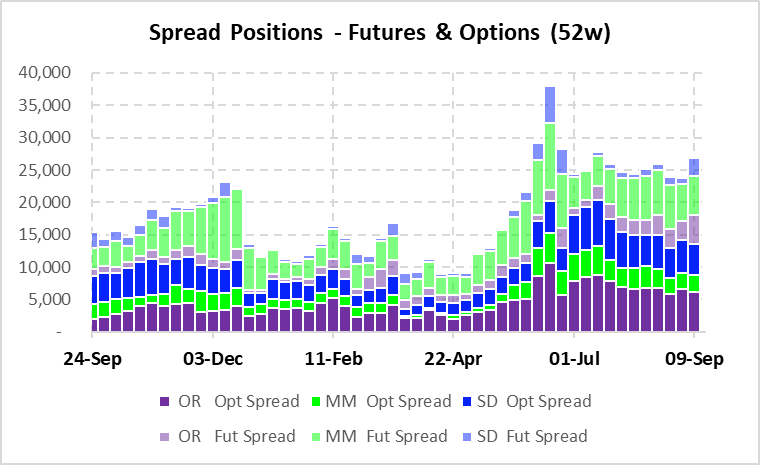 Spread Positions - Futures & Options (52w)
40,000
35,000
30,000
25,000
20,000
15,000
10,000
5,000
-
24-Sep 03-Dec 11-Feb 22-Apr 01-Jul 09-Sep
OR Opt Spread MM Opt Spread SD Opt Spread
OR Fut Spread MM Fut Spread SD Fut Spread